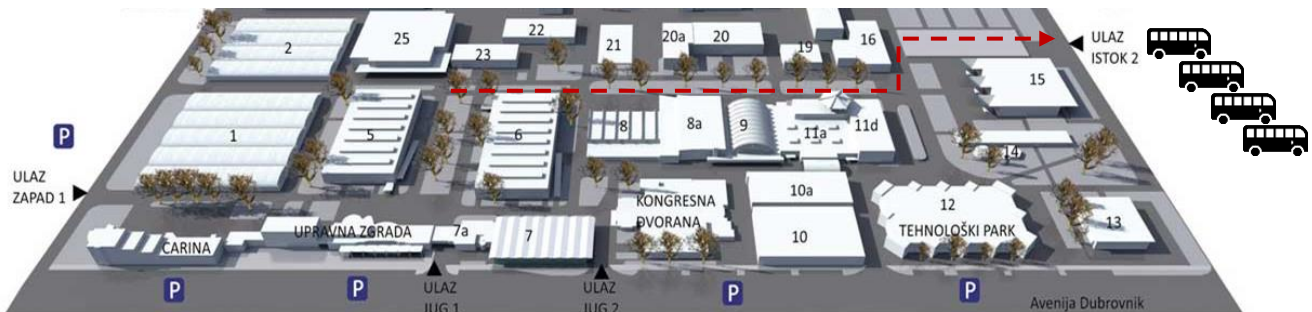 22
25
2
23
21
20a
20
19
16
ULAZ
ISTOK 2
15
P
1
5
6
8
8a
9
11a
11d
14
ULAZ
ZAPAD 1
10a
KONGRESNA
DVORANA
12
TEHNOLOŠKI PARK
13
ČARINA
UPRAVNA ZGRADA
7a
7
10
P
P
ULAZ
JUG 1
ULAZ
JUG 2
P
P
Avenija Dubrovnik